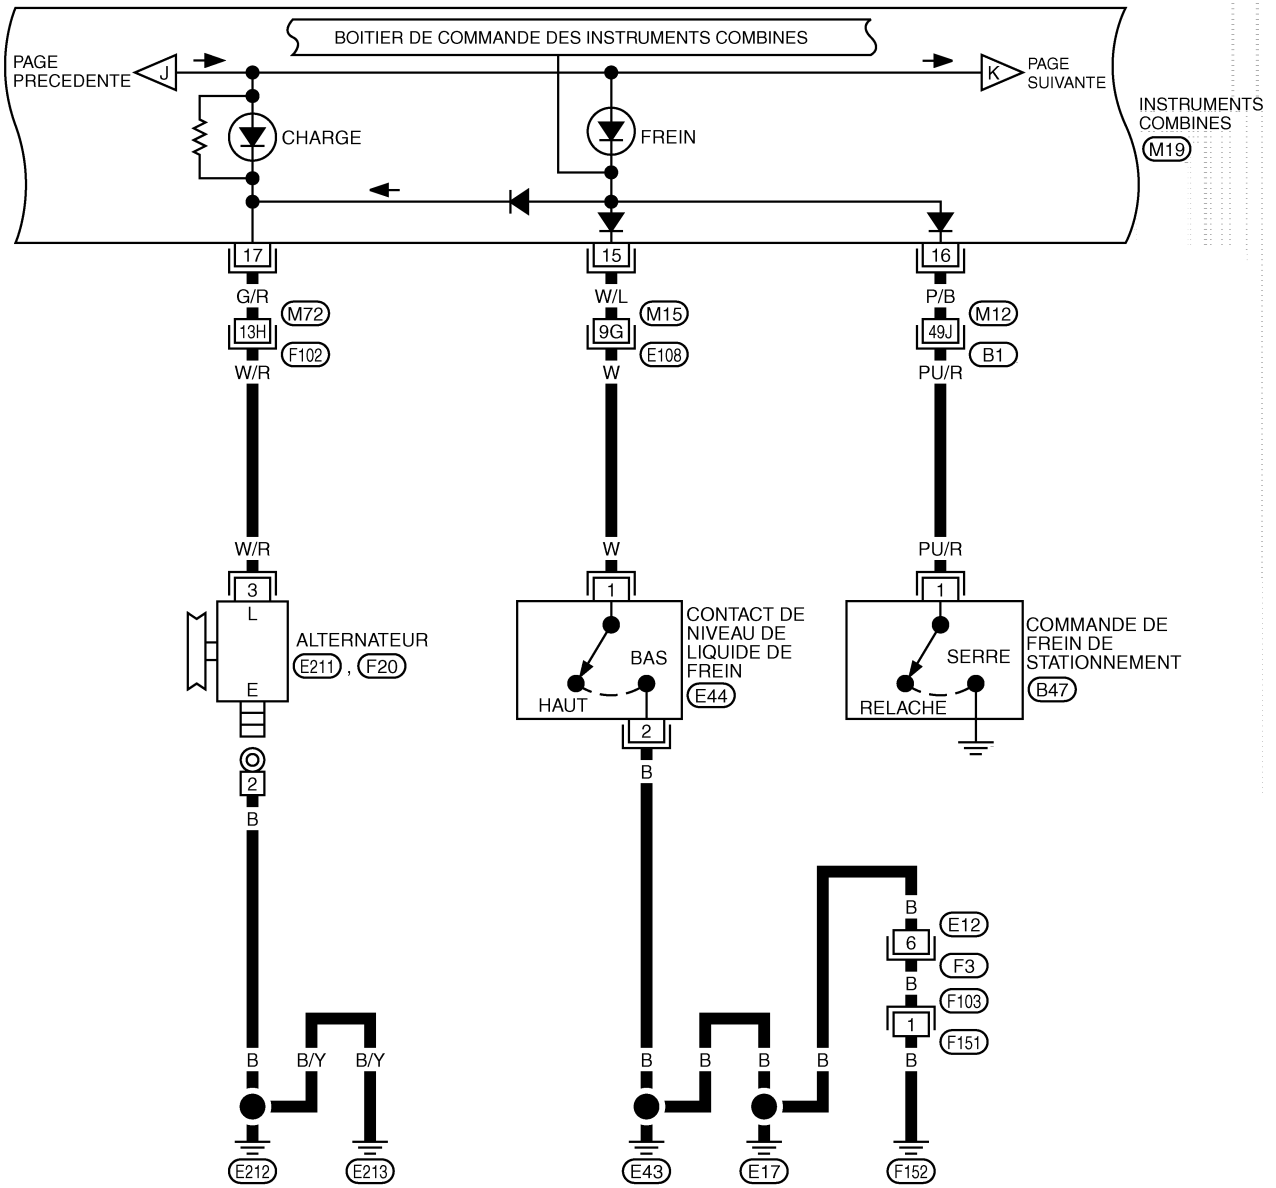 BOITIER DE COMMANDE DES INSTRUMENTS COMBINES
PAGE
PRECEDENTE
J
K
PAGE
SUIVANTE
INSTRUMENTS
COMBINES
M19
CHARGE
FREIN
17
15
16
G/R
W/L
P/B
M72
M15
M12
13H
9G
49J
F102
E108
B1
W/R
W
PU/R
W/R
W
PU/R
3
1
1
L
ALTERNATEUR
E211 , F20
E
CONTACT DE
NIVEAU DE
LIQUIDE DE
FREIN
E44
BAS
HAUT
COMMANDE DE
FREIN DE
STATIONNEMENT
B47
SERRE
RELACHE
2
B
2
B
B
E12
6
F3
B
F103
1
F151
B
B/Y
B/Y
B
B
B
B
B
E212
E213
E43
E17
F152